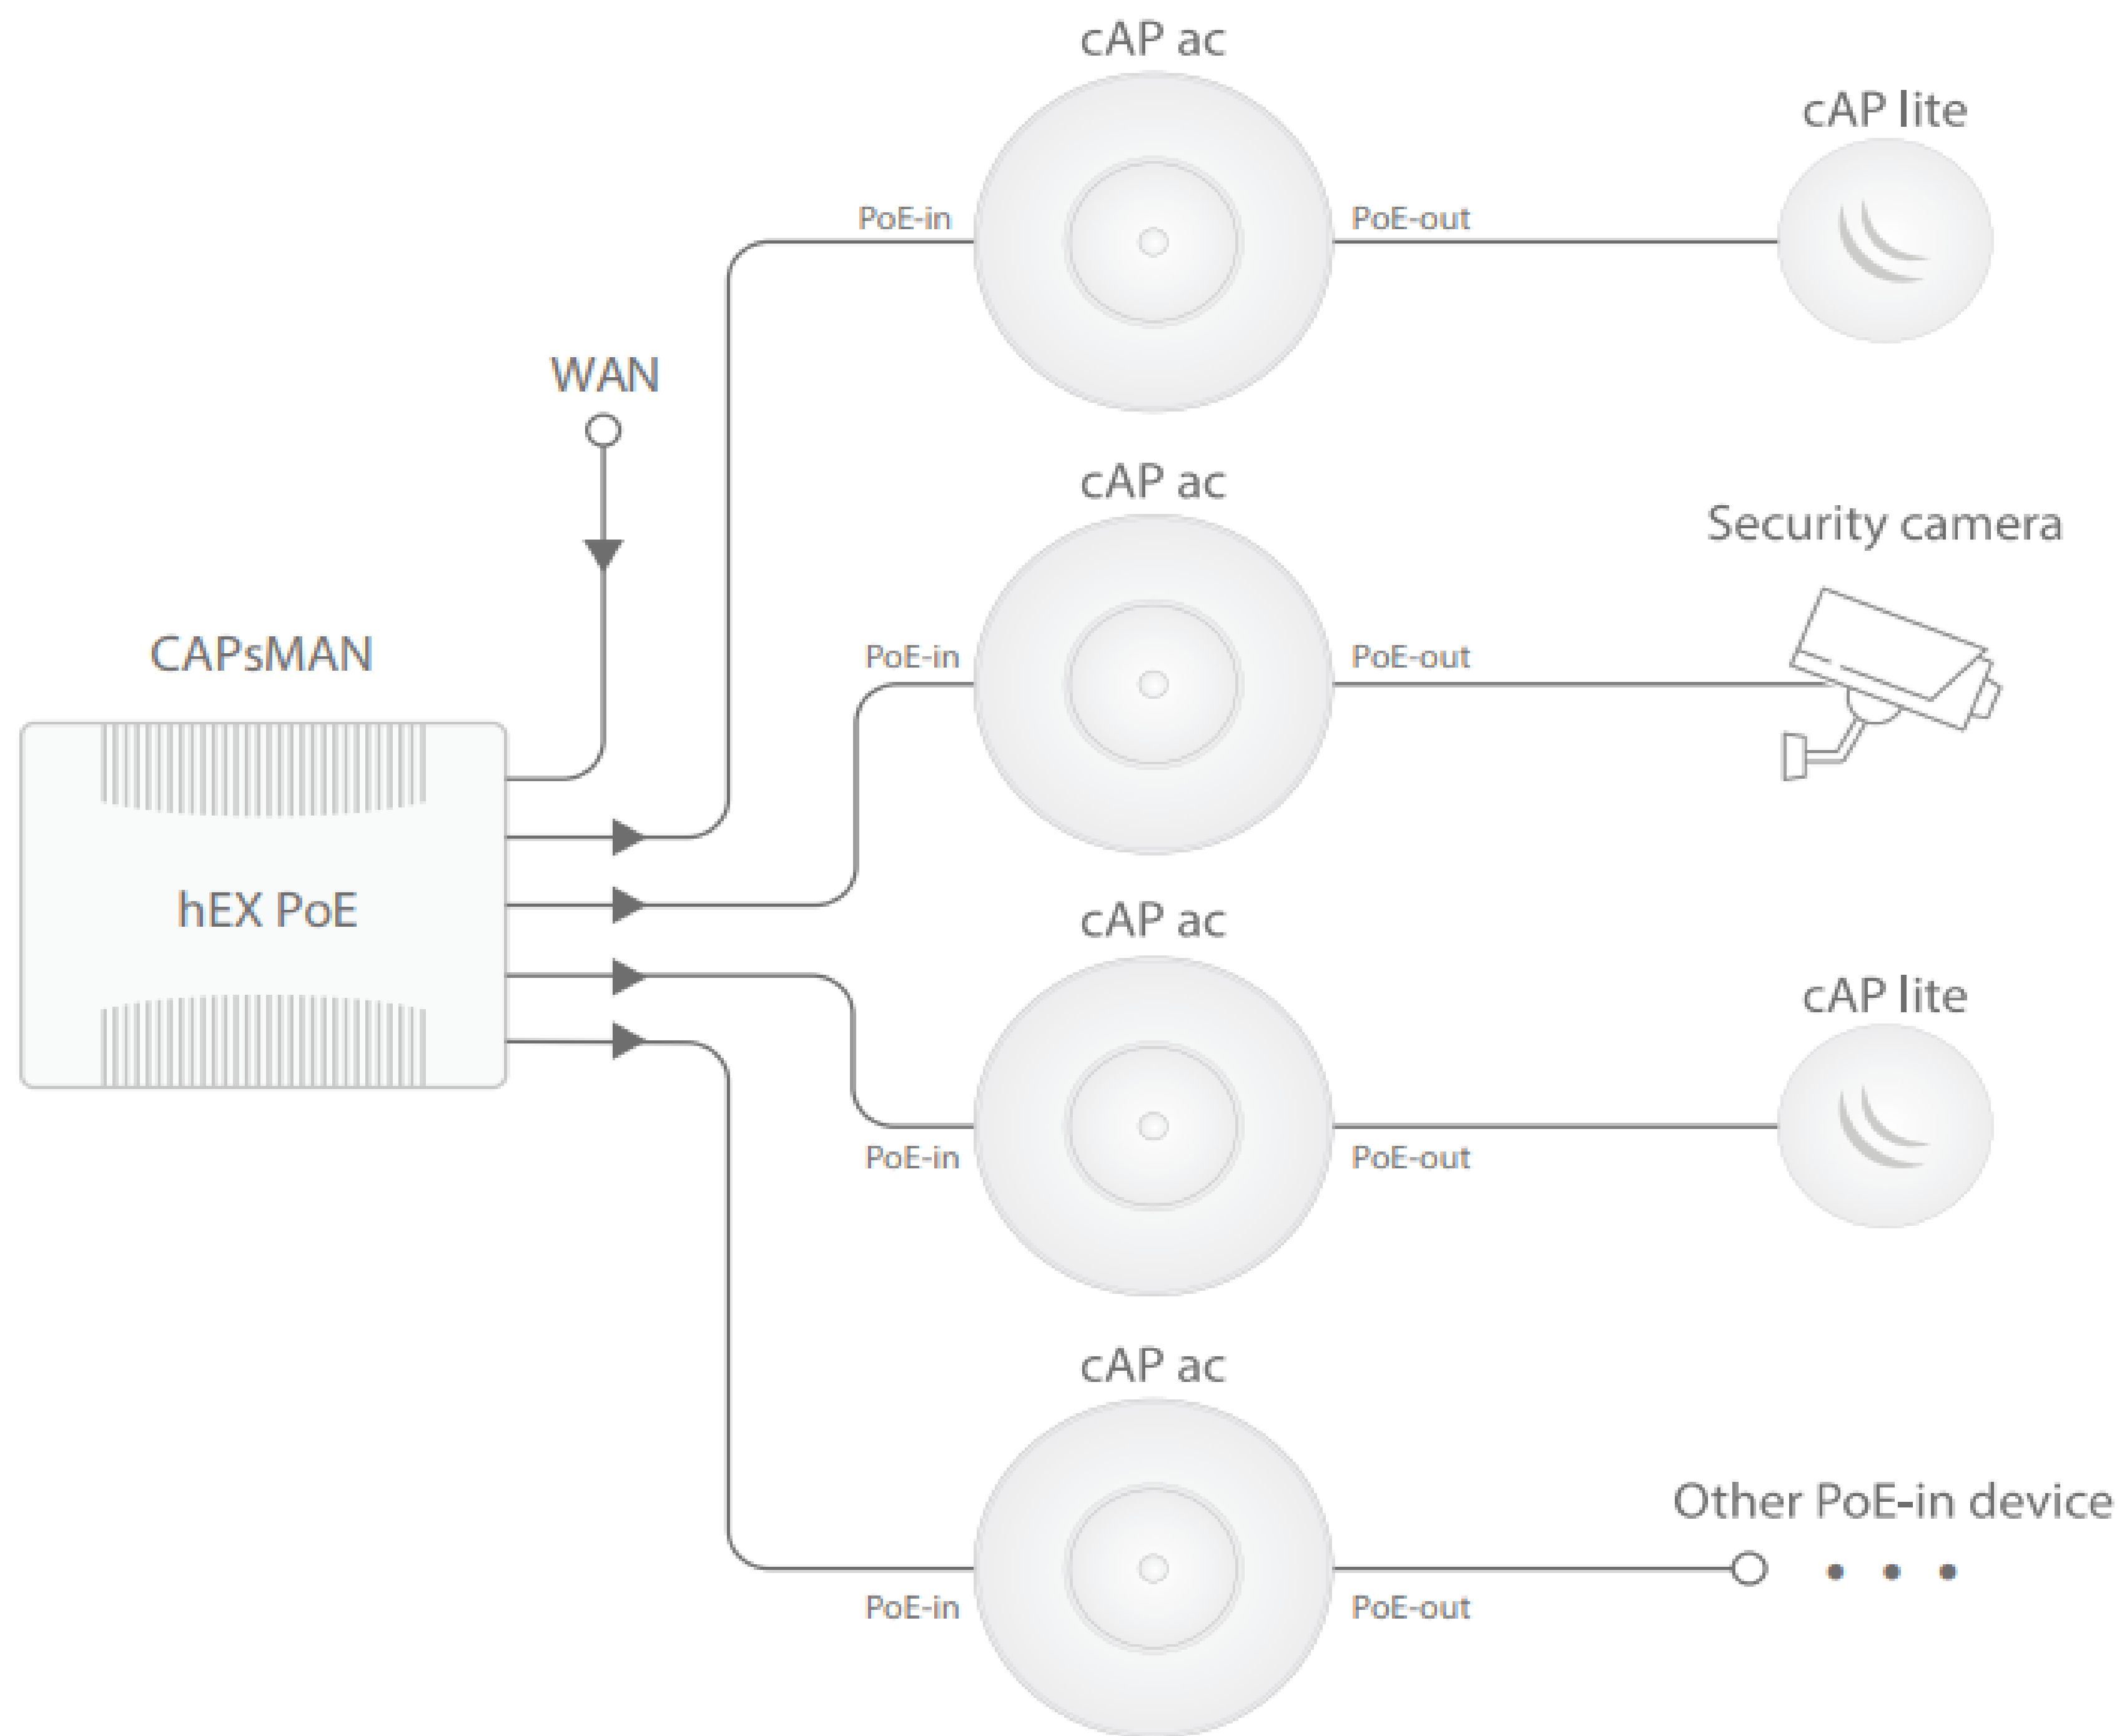 cAP ac
cAP lite
PoE-in
PoE-out
WAN
cAP ac
Security camera
CAPsMAN
PoE-in
PoE-out
hEX PoE
cAP ac
cAP lite
PoE-in
PoE-out
cAP ac
Other PoE-in device
PoE-in
PoE-out